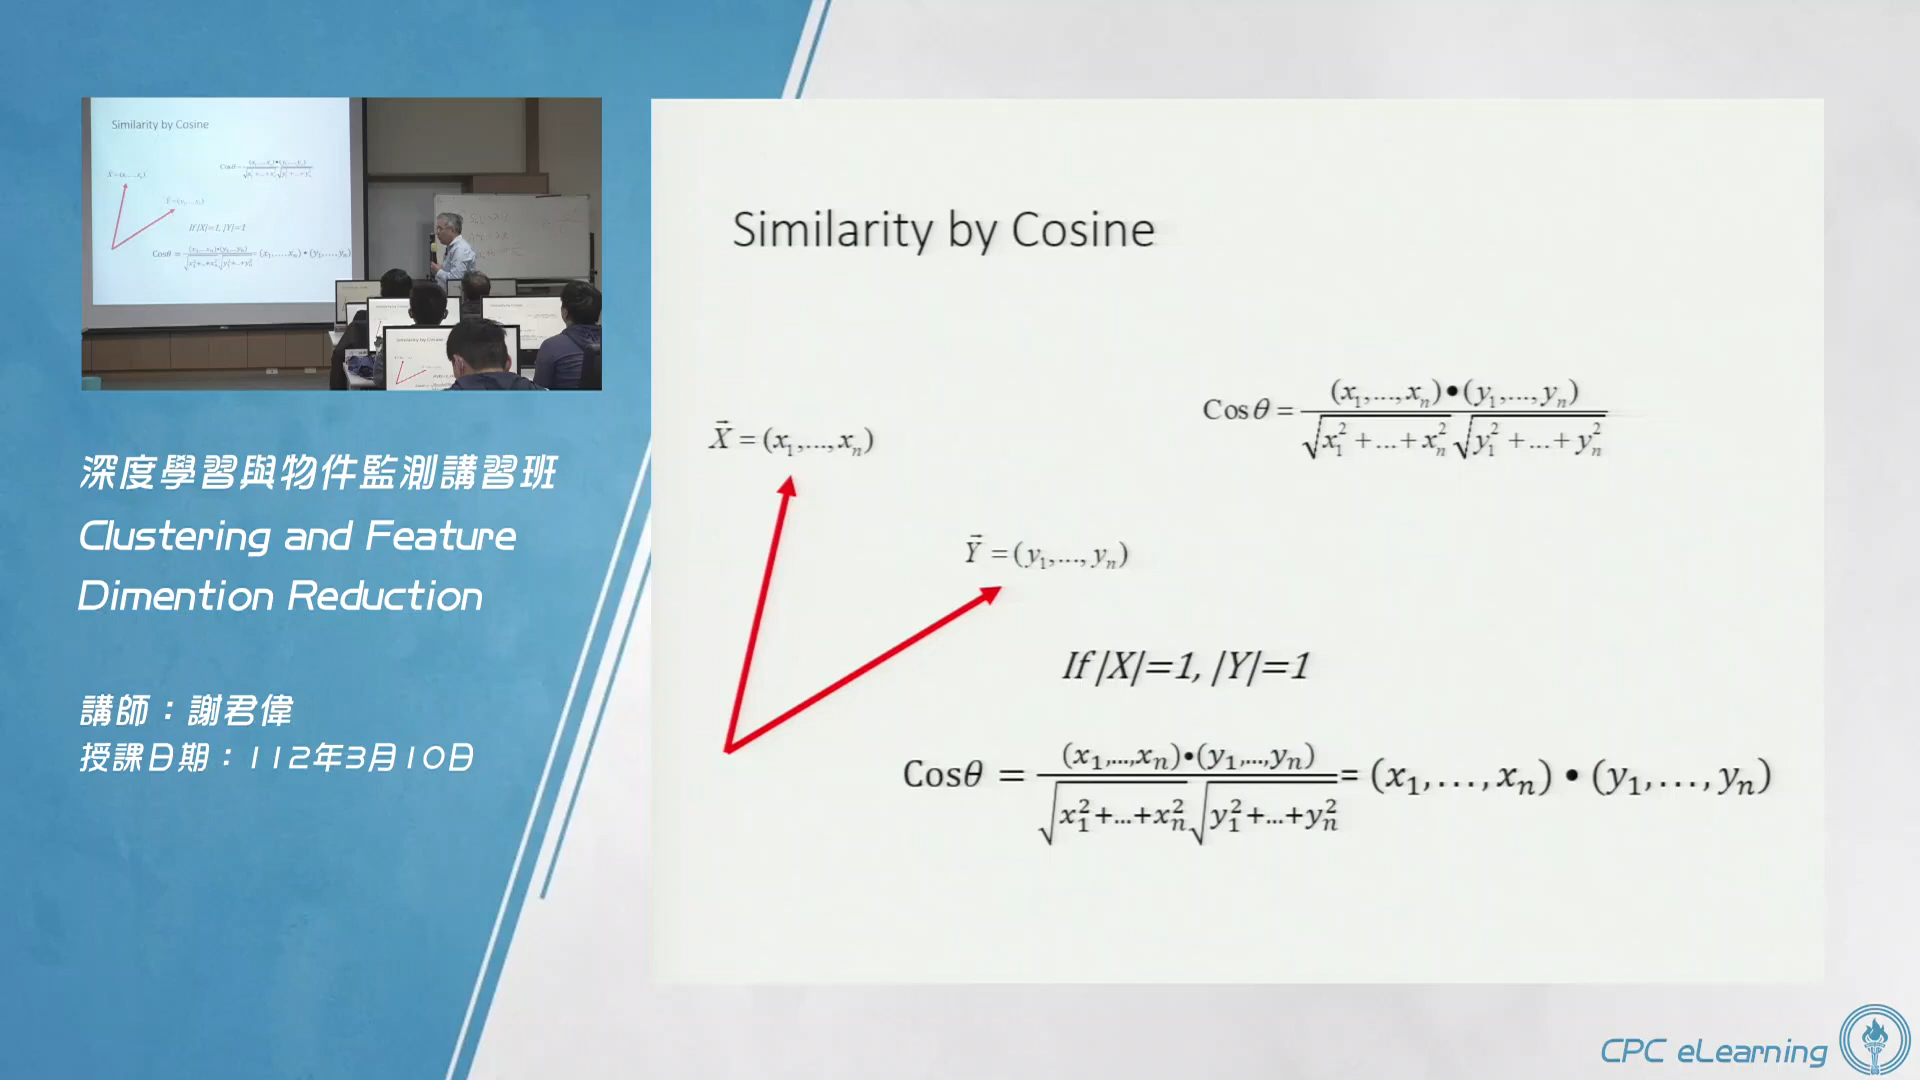 Similarity by Cosine
深度學習與物件監測講習班
Clustering and Feature
Dimention Reduction
講師：謝君偉
授課日期：112年3月10日
Similarity by Cosine
Cosθ = (x₁,...,xₙ)•(y₁,...,yₙ) / √x₁²+...+xₙ² √y₁²+...+yₙ²
X⃗ = (x₁,...,xₙ)
Y⃗ = (y₁,...,yₙ)
If |X|=1, |Y|=1
Cosθ = (x₁,...,xₙ)•(y₁,...,yₙ) / √x₁²+...+xₙ² √y₁²+...+yₙ² = (x₁,...,xₙ) • (y₁,...,yₙ)
CPC eLearning